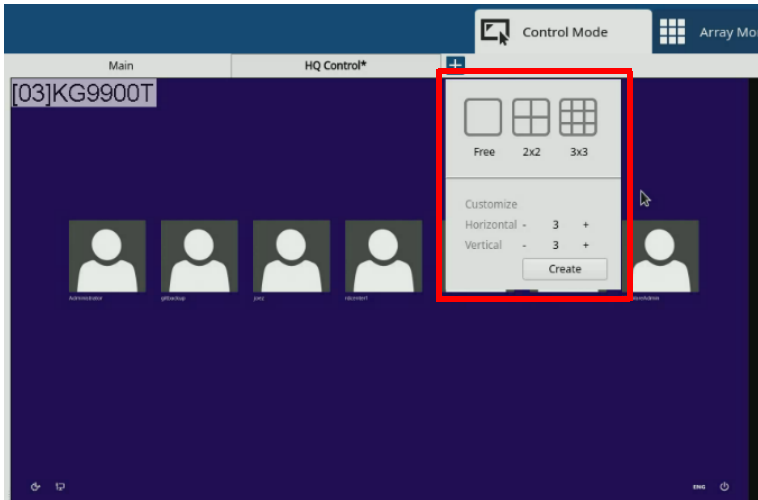 Control Mode
Array Mo
Main
HQ Control*
[03]KG9900T
Free 2x2 3x3
Customize
Horizontal - 3 +
Vertical - 3 +
Create
Administrator
jonz
ENG